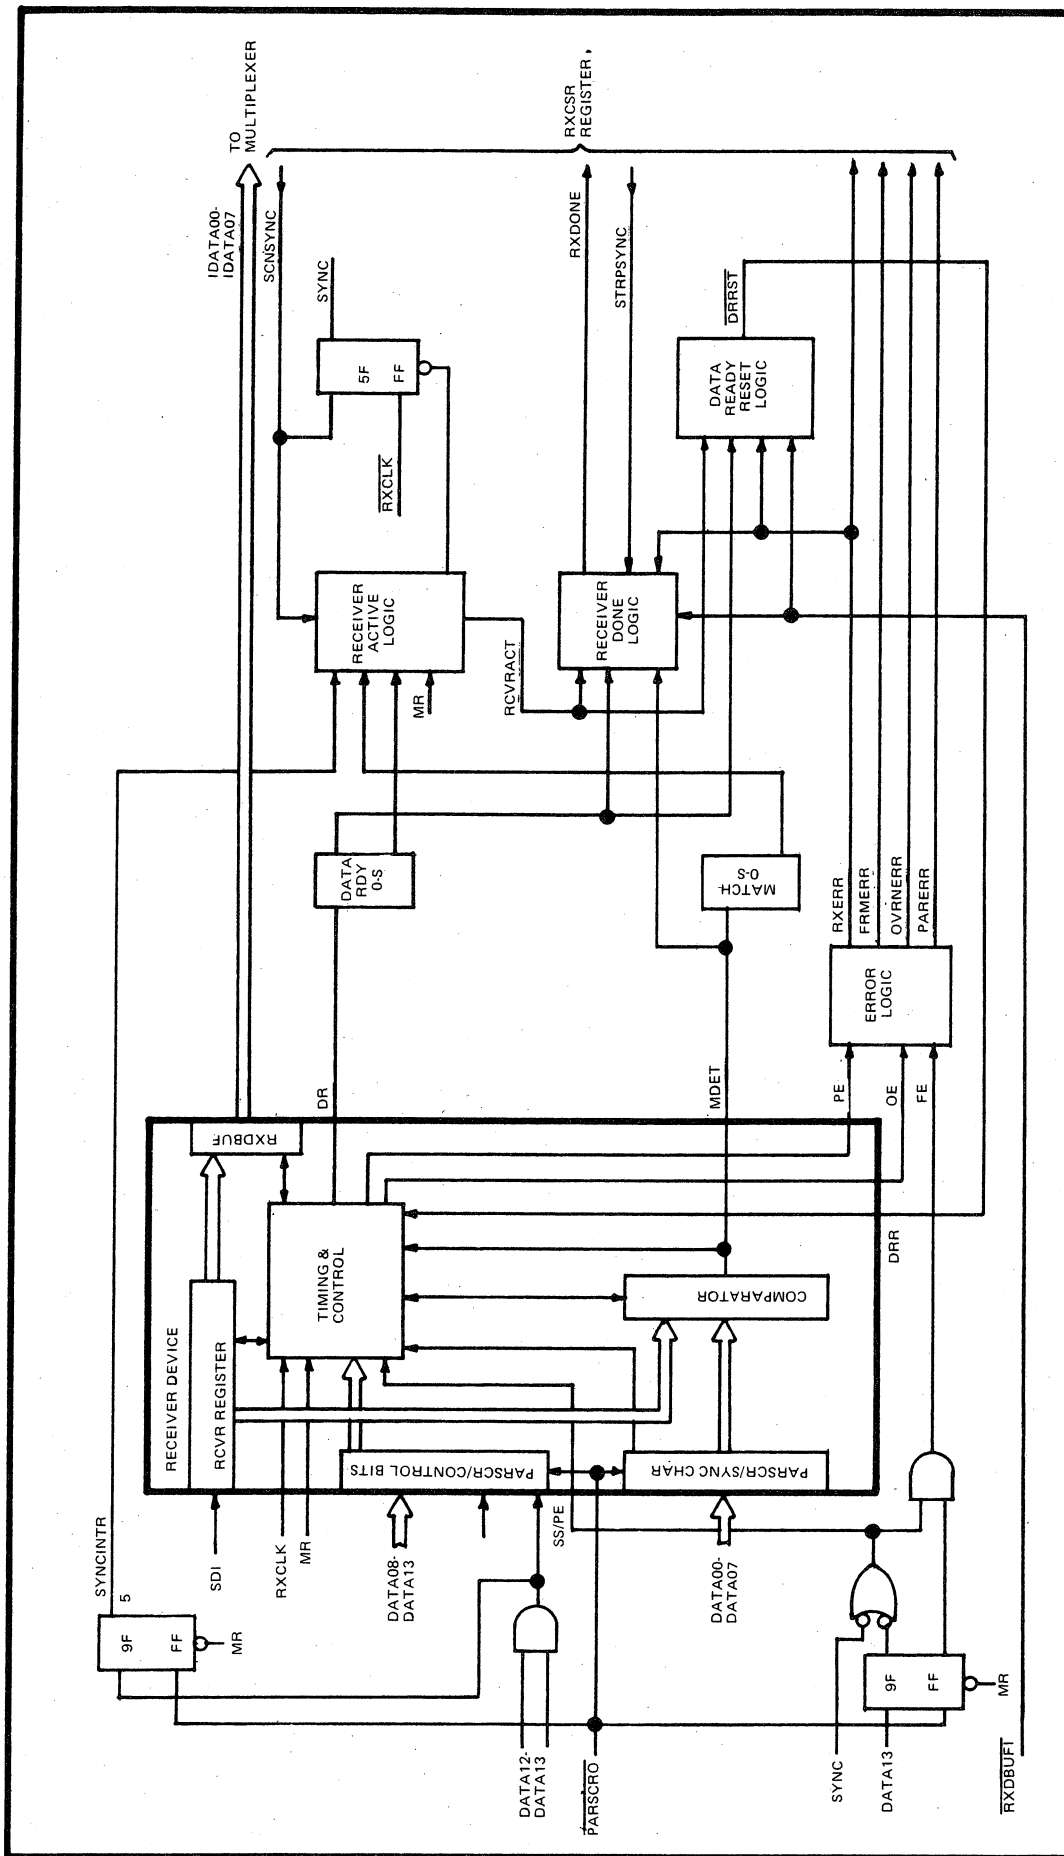 TO
MULTIPLEXER
IDATA00-
IDATA07
SCNSYNC
SYNC
5F
FF
RXCLK
RECEIVER
ACTIVE
LOGIC
MR
RCVRACT
RXCSR
REGISTER
RXDONE
STRPSYNC
RECEIVER
DONE
LOGIC
DRRST
DATA
READY
RESET
LOGIC
DATA
RDY
0-S
MATCH
0-S
RXERR
FRMERR
OVRNERR
PARERR
ERROR
LOGIC
DR
MDET
PE
OE
FE
DRR
RXDBUF
RECEIVER DEVICE
RCVR REGISTER
TIMING &
CONTROL
COMPARATOR
PARSCR/CONTROL BITS
PARSCR/SYNC CHAR
SYNCINTR
5
9F
FF
MR
SDI
RXCLK
MR
DATA08-
DATA13
SS/PE
DATA00-
DATA07
DATA12-
DATA13
PARSCRO
SYNC
DATA13
9F
FF
MR
RXDBUFI